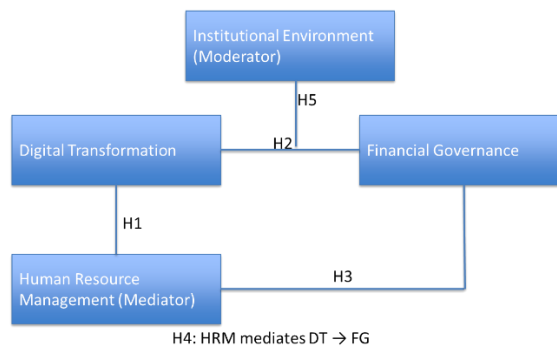 Institutional Environment
(Moderator)
H5
Digital Transformation
H2
Financial Governance
H1
Human Resource
Management (Mediator)
H3
H4: HRM mediates DT → FG